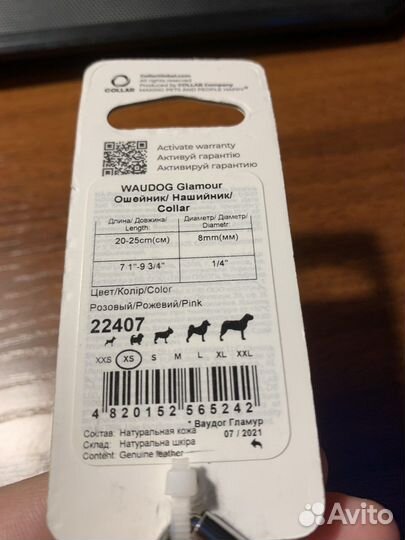 COLLAR
CollarGlobal.com
All rights reserved
Produced by COLLAR Company
MAKING PETS AND PEOPLE HAPPY®
Activate warranty
Активуй гарантію
Активируй гарантию
WAUDOG Glamour
Ошейник/ Нашийник/
Collar
Длина/ Довжина/
Length:
Диаметр/ Діаметр/
Diametr:
20-25cm(см)
8mm(мм)
7 1"-9 3/4"
1/4"
Цвет/Колір/Color
Розовый/Рожевий/Pink
22407
XXS XS S M L XL XXL
4 820152 565242
* Ваудог Гламур
07 / 2021
Состав: Натуральная кожа
Склад: Натуральна шкіра
Content: Genuine leather
Avito